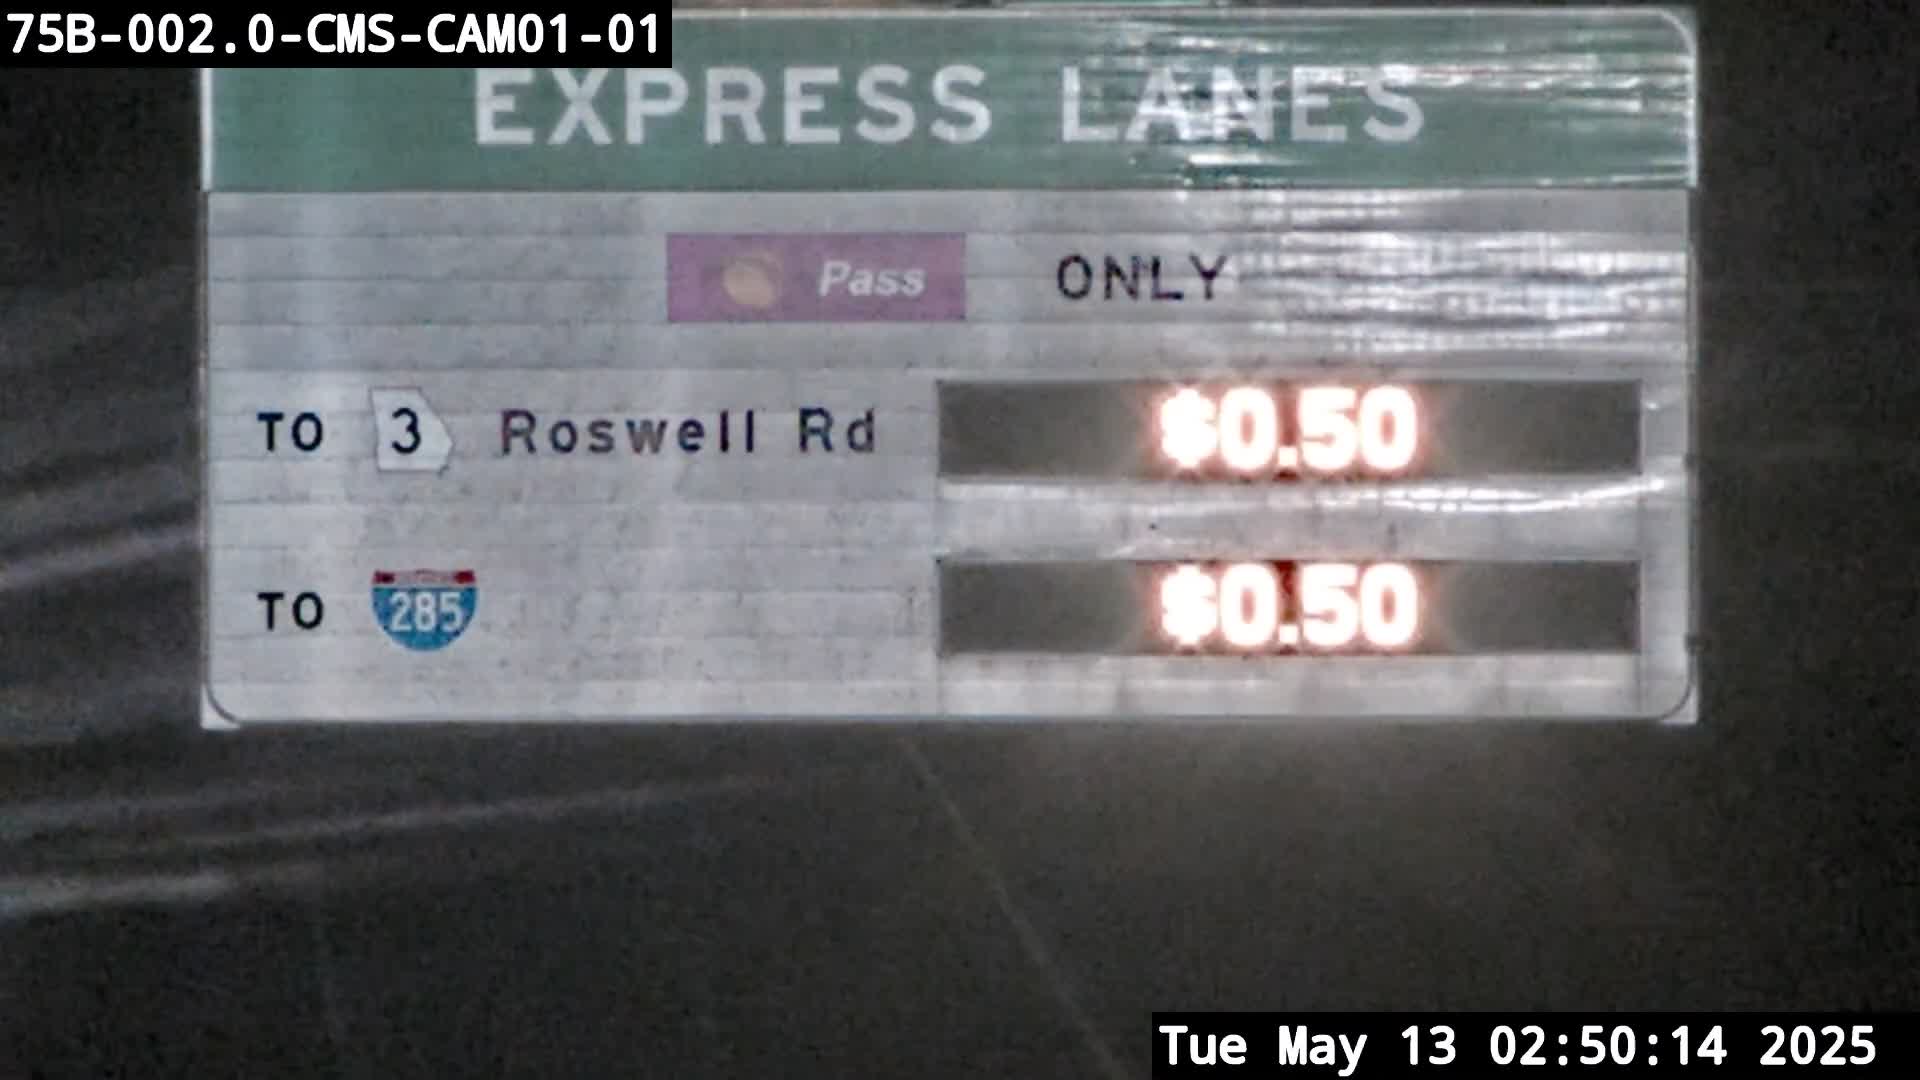 75B-002.0-CMS-CAM01-01
EXPRESS LANES
Pass ONLY
TO 3 Roswell Rd $0.50
TO 285 $0.50
Tue May 13 02:50:14 2025